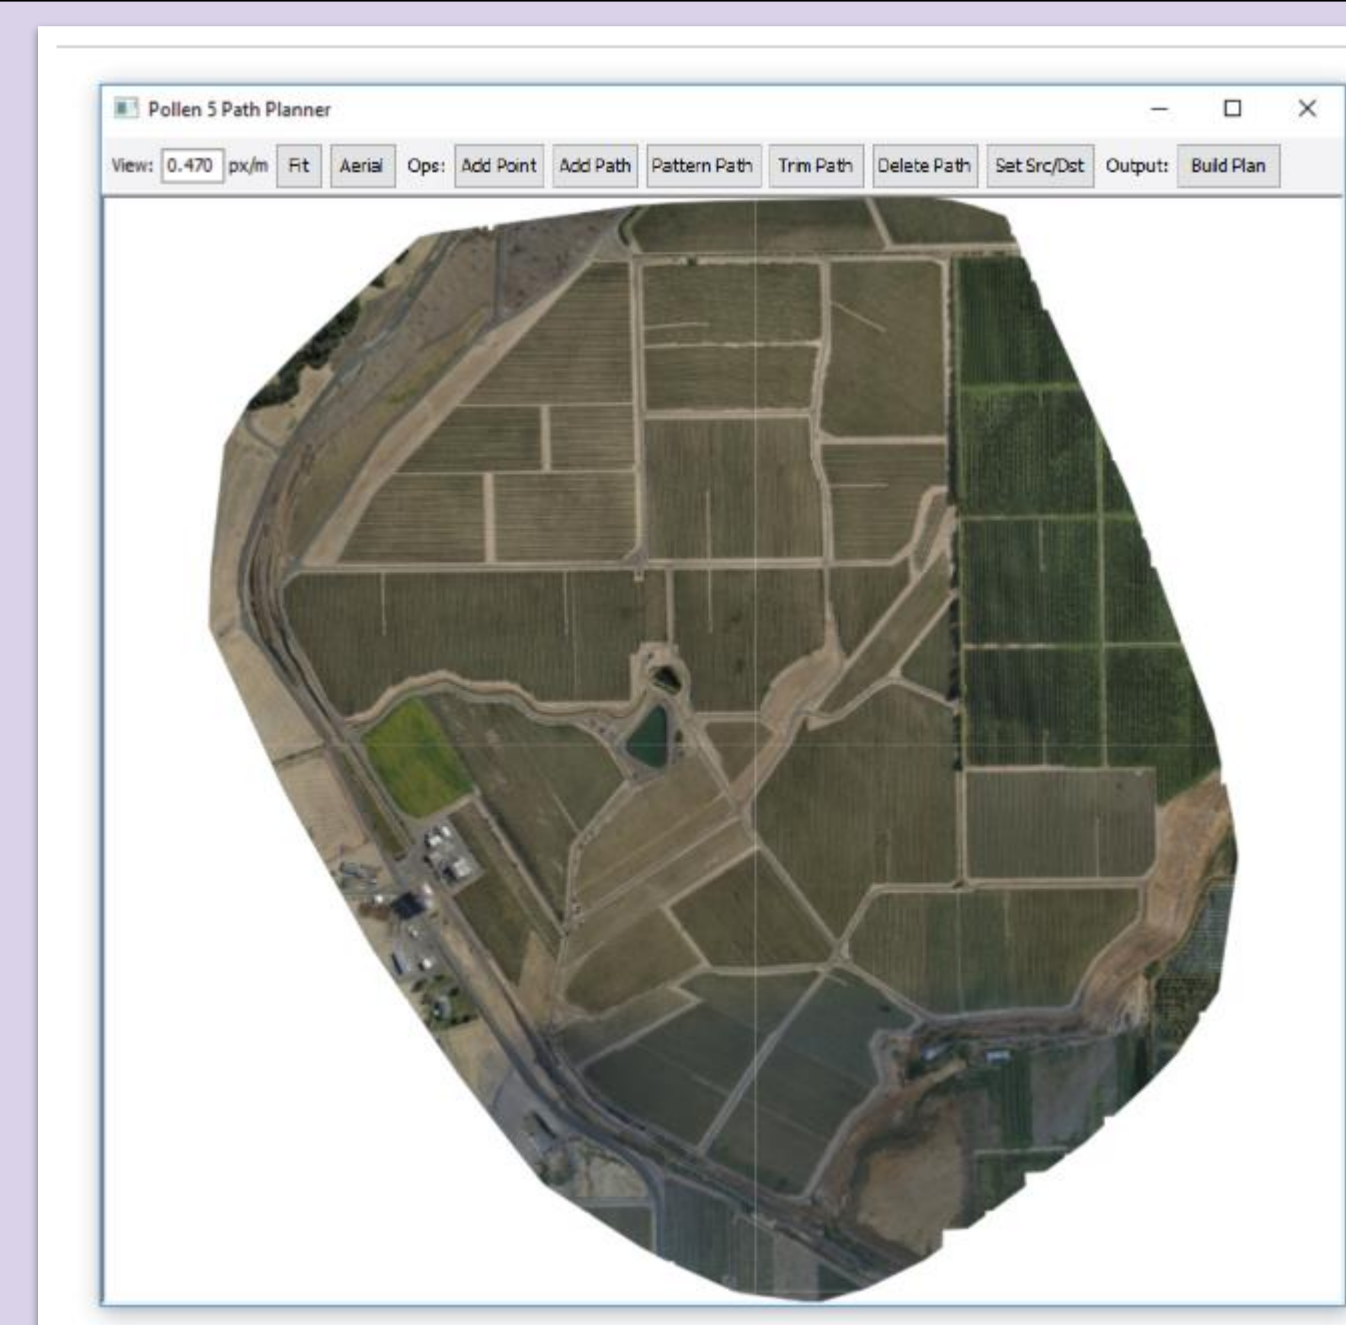 Pollen 5 Path Planner
View: 0.470 px/m Fit Aerial Ops: Add Point Add Path Pattern Path Trim Path Delete Path Set Src/Dst Output: Build Plan